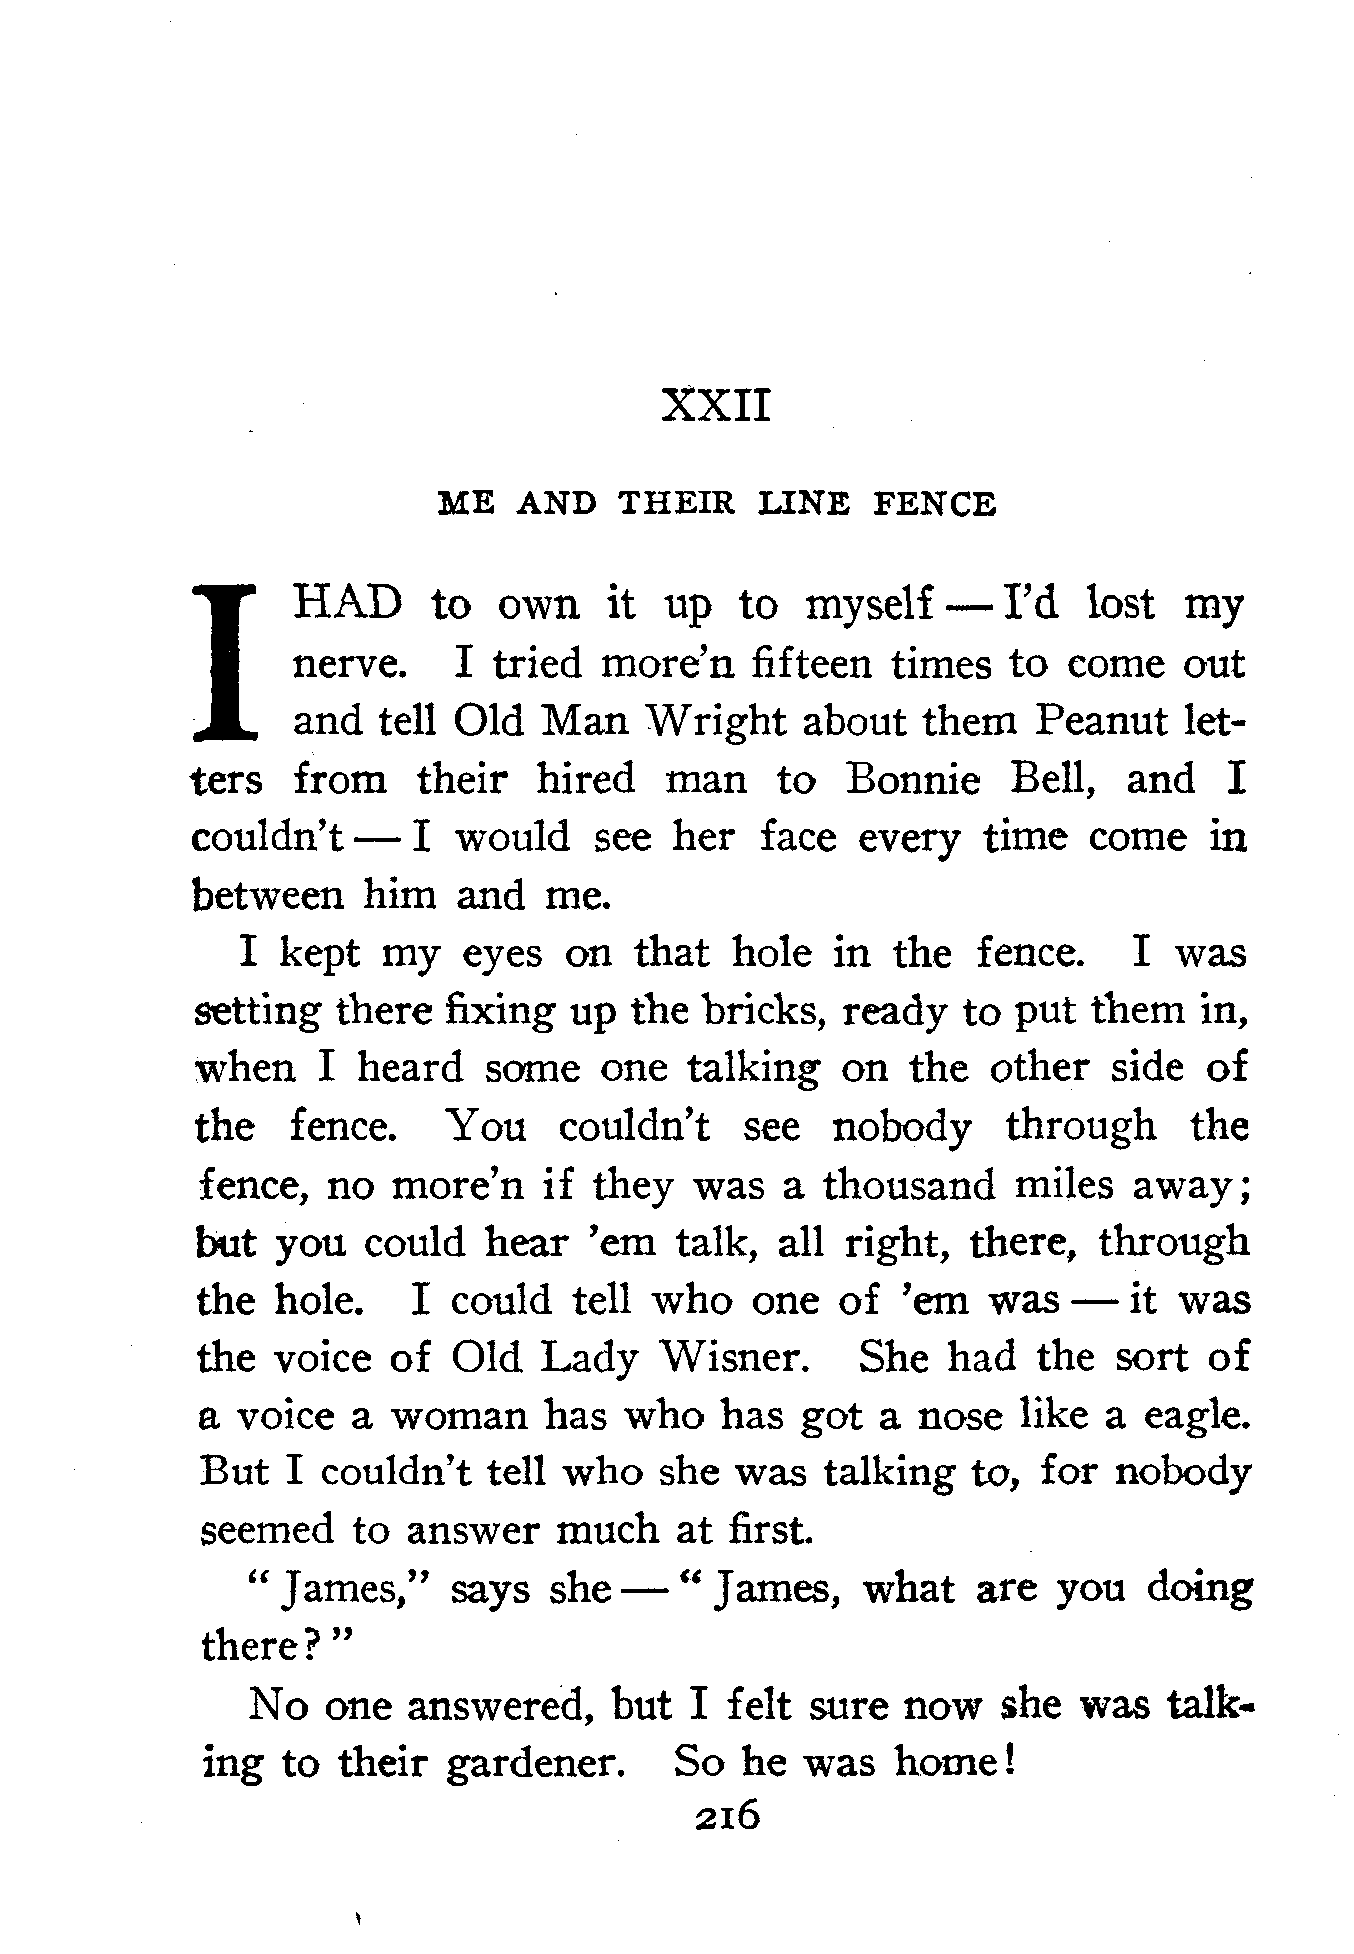 XXII
ME AND THEIR LINE FENCE
I HAD to own it up to myself — I'd lost my
nerve. I tried more'n fifteen times to come out
and tell Old Man Wright about them Peanut let-
ters from their hired man to Bonnie Bell, and I
couldn't — I would see her face every time come in
between him and me.
I kept my eyes on that hole in the fence. I was
setting there fixing up the bricks, ready to put them in,
when I heard some one talking on the other side of
the fence. You couldn't see nobody through the
fence, no more'n if they was a thousand miles away;
but you could hear 'em talk, all right, there, through
the hole. I could tell who one of 'em was — it was
the voice of Old Lady Wisner. She had the sort of
a voice a woman has who has got a nose like a eagle.
But I couldn't tell who she was talking to, for nobody
seemed to answer much at first.
" James," says she — " James, what are you doing
there? "
No one answered, but I felt sure now she was talk-
ing to their gardener. So he was home!
216